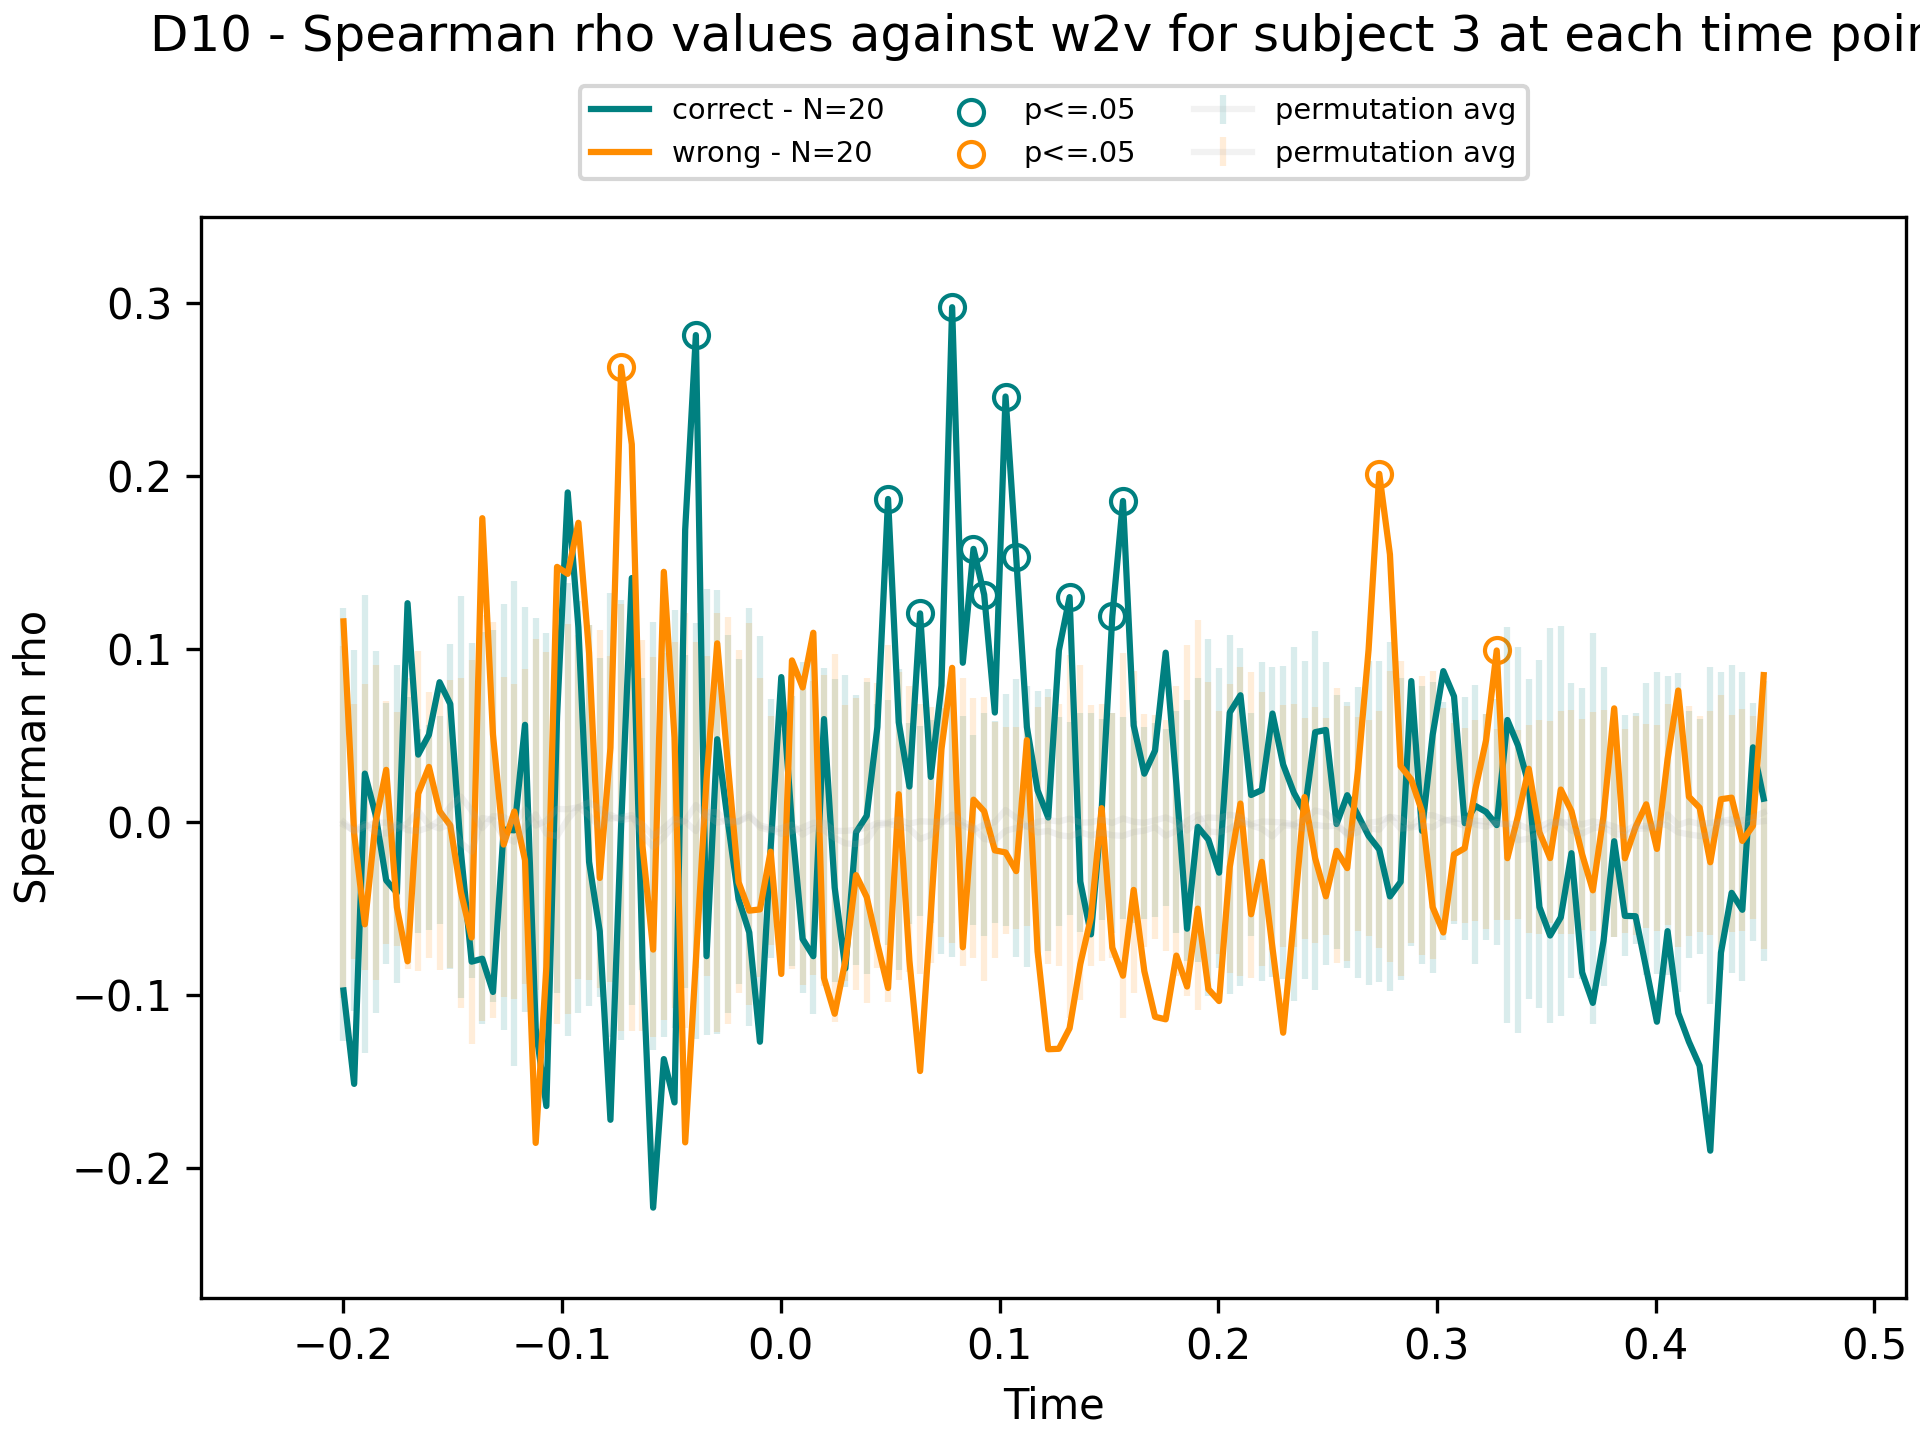 D10 - Spearman rho values against w2v for subject 3 at each time
correct - N=20 p<=.05 permutation avg
wrong - N=20 p<=.05 permutation avg
Spearman rho
0.3
0.2
0.1
0.0
−0.1
−0.2
−0.2 −0.1 0.0 0.1 0.2 0.3 0.4 0.5
Time